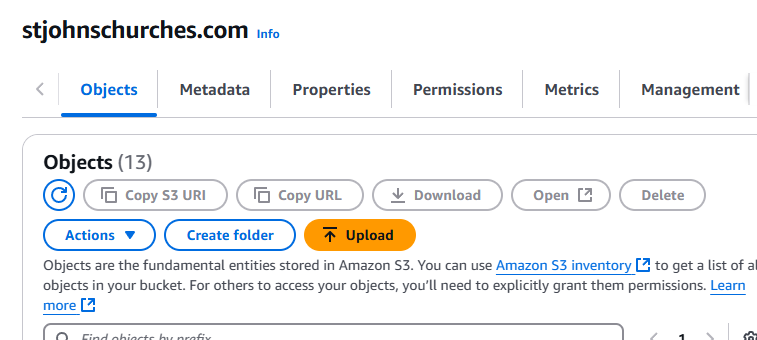 stjohnschurches.com Info
Objects Metadata Properties Permissions Metrics Management
Objects (13)
Copy S3 URI Copy URL Download Open Delete
Actions Create folder Upload
Objects are the fundamental entities stored in Amazon S3. You can use Amazon S3 inventory to get a list of al
objects in your bucket. For others to access your objects, you'll need to explicitly grant them permissions. Learn
more
Find objects by prefix
1